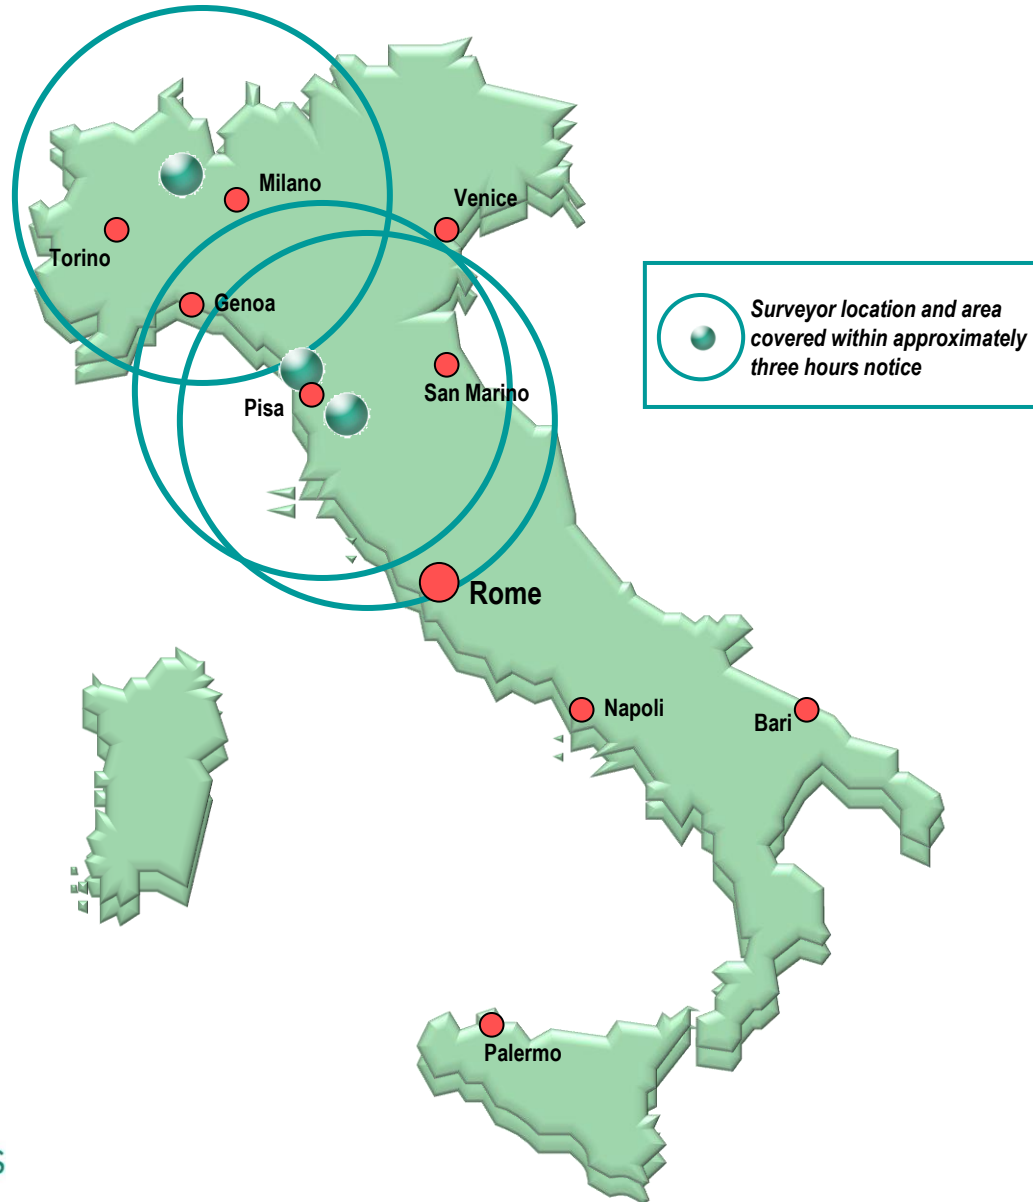 Milano
Venice
Torino
Genoa
Surveyor location and area
covered within approximately
three hours notice
San Marino
Pisa
Rome
Napoli
Bari
Palermo
s